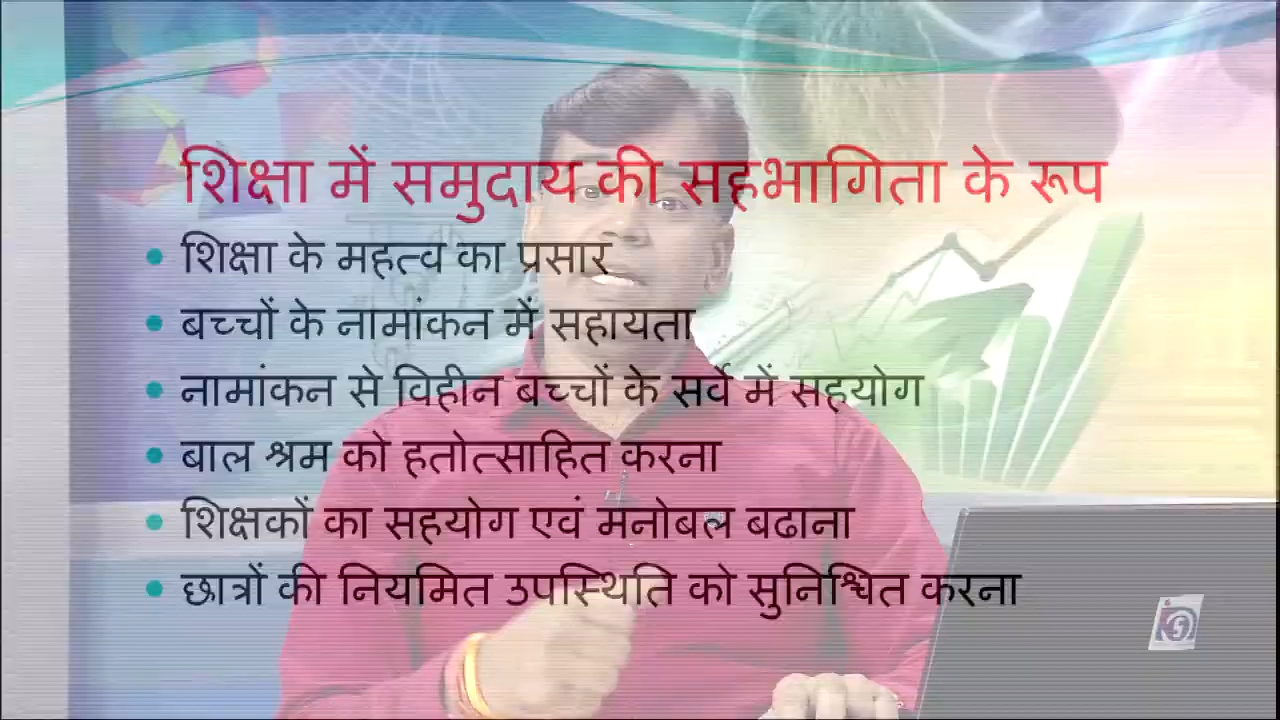 शिक्षा में समुदाय की सहभागिता के रूप
• शिक्षा के महत्व का प्रसार
• बच्चों के नामांकन में सहायता
• नामांकन से विहीन बच्चों के सर्वे में सहयोग
• बाल श्रम को हतोत्साहित करना
• शिक्षकों का सहयोग एवं मनोबल बढाना
• छात्रों की नियमित उपस्थिति को सुनिश्चित करना